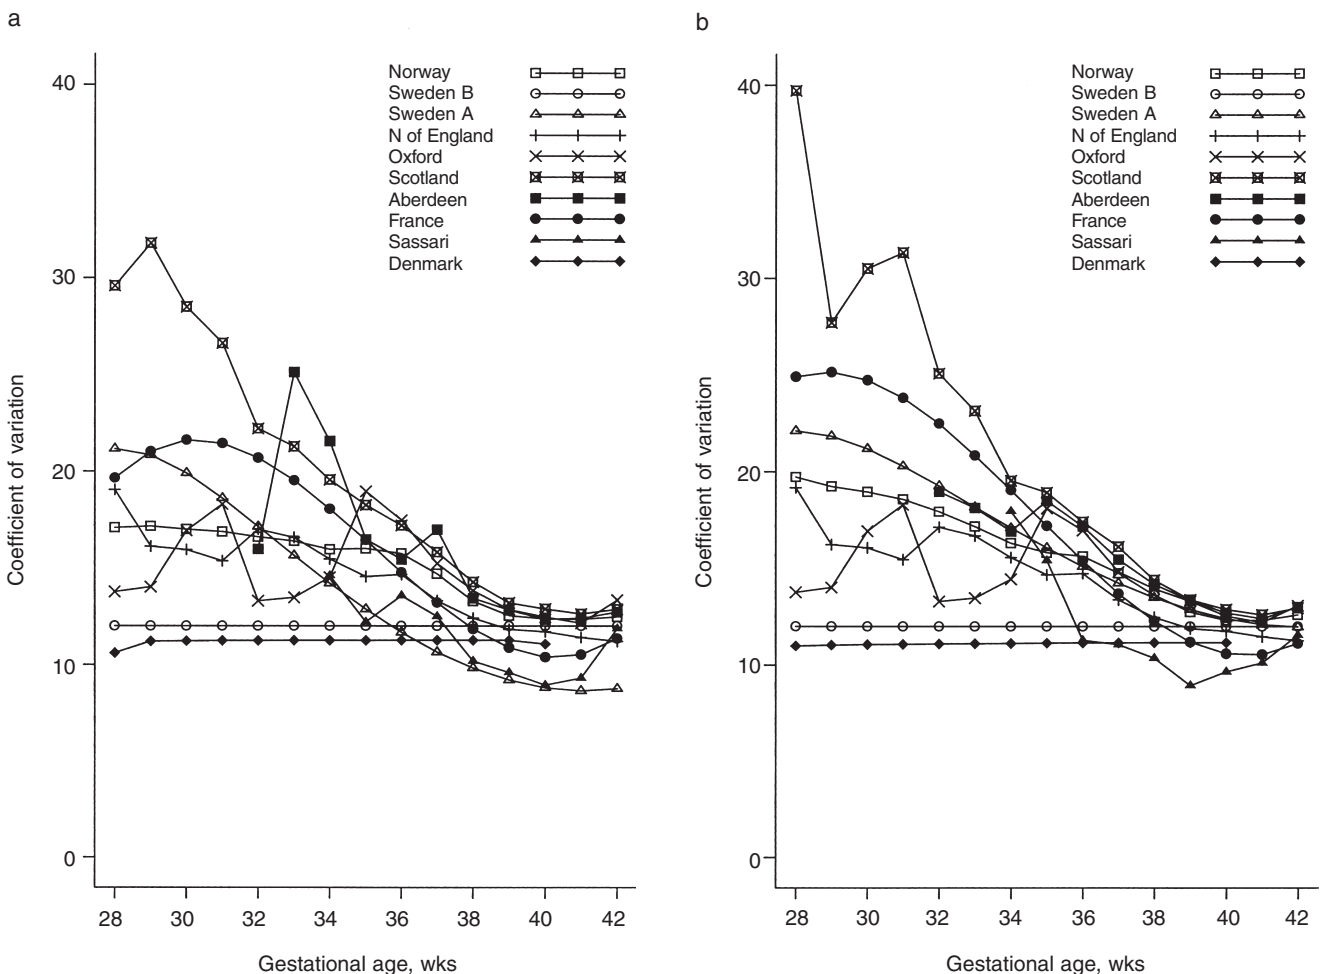 a
40
30
20
10
0
Coefficient of variation
Norway
Sweden B
Sweden A
N of England
Oxford
Scotland
Aberdeen
France
Sassari
Denmark
28 30 32 34 36 38 40 42
Gestational age, wks
b
40
30
20
10
0
Coefficient of variation
Norway
Sweden B
Sweden A
N of England
Oxford
Scotland
Aberdeen
France
Sassari
Denmark
28 30 32 34 36 38 40 42
Gestational age, wks